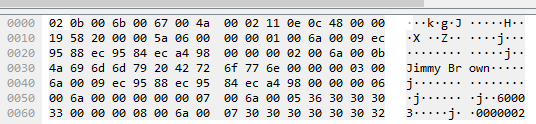 0000 02 0b 00 6b 00 67 00 4a 00 02 11 0e 0c 48 00 00 ···k·g·J ·····H··
0010 19 58 20 00 00 5a 06 00 00 00 01 00 6a 00 09 ec ·X ··Z·· ····j···
0020 95 88 ec 95 84 ec a4 98 00 00 00 02 00 6a 00 0b ········ ·····j··
0030 4a 69 6d 6d 79 20 42 72 6f 77 6e 00 00 00 03 00 Jimmy Br own·····
0040 6a 00 09 ec 95 88 ec 95 84 ec a4 98 00 00 00 06 j······· ········
0050 00 6a 00 00 00 00 00 07 00 6a 00 05 36 30 30 30 ·j······ ·j··6000
0060 33 00 00 00 08 00 6a 00 07 30 30 30 30 30 30 32 3·····j· ·0000002